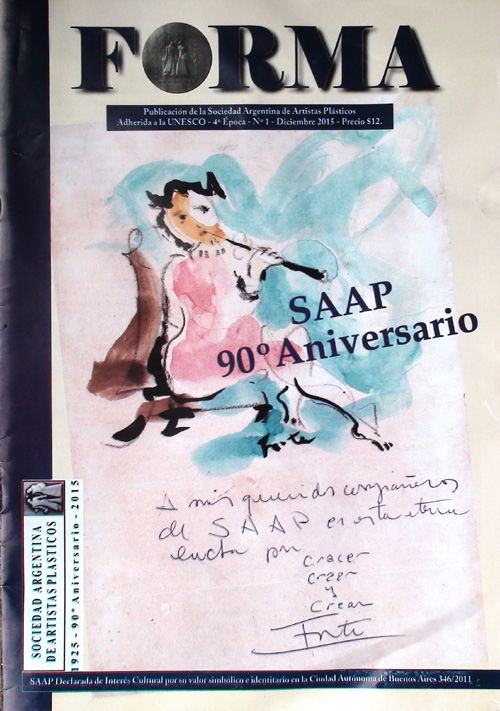 FORMA
Publicación de la Sociedad Argentina de Artistas Plásticos
Adherida a la UNESCO - 4ª Época - Nº 1 - Diciembre 2015 - Precio $12.
SAAP
90º Aniversario
Forte
A mis queridos compañeros
de SAAP en esta eterna
lucha por
crecer
creer
y
crear
Forte
SOCIEDAD ARGENTINA
DE ARTISTAS PLASTICOS
1925 - 90º Aniversario - 2015
SAAP Declarada de Interés Cultural por su valor simbólico e identitario en la Ciudad Autónoma de Buenos Aires 346/2011